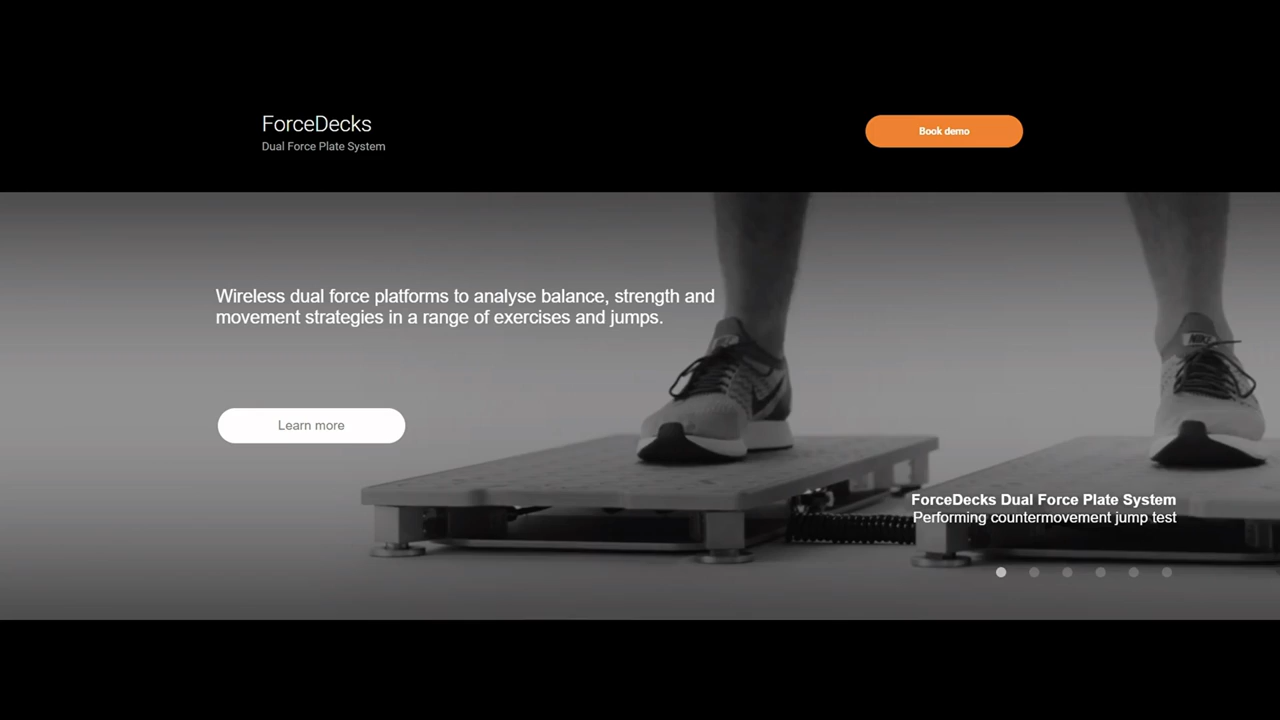 ForceDecks
Dual Force Plate System
Book demo
Wireless dual force platforms to analyse balance, strength and
movement strategies in a range of exercises and jumps.
NIKE
Learn more
ForceDecks Dual Force Plate System
Performing countermovement jump test